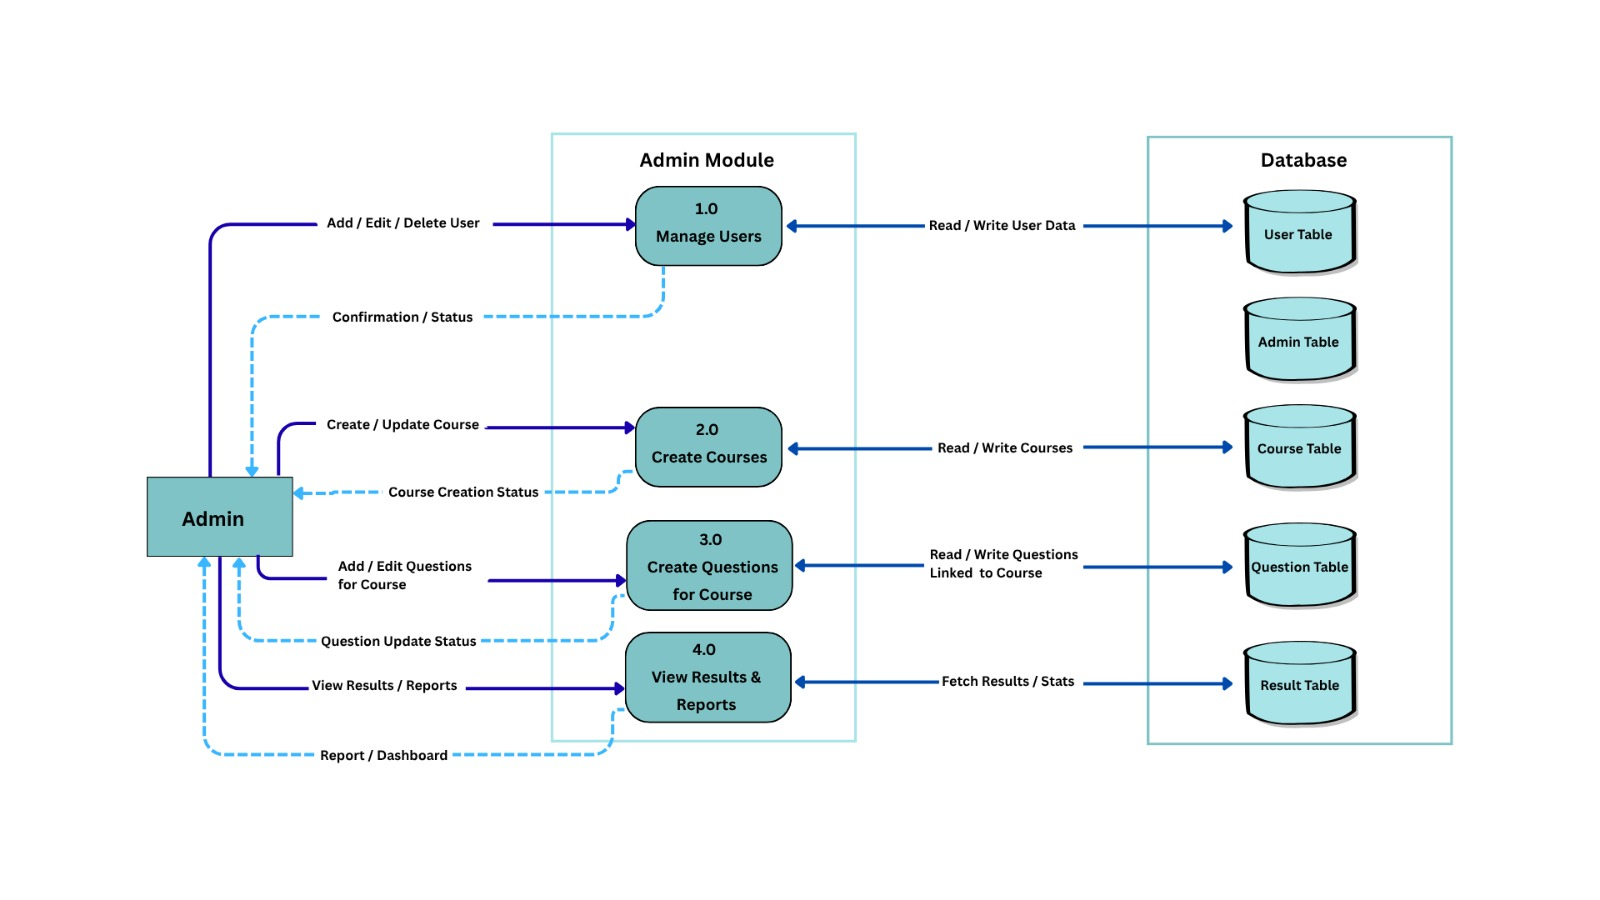 Admin Module
Database
1.0
Manage Users
Add / Edit / Delete User
Read / Write User Data
User Table
Confirmation / Status
Admin Table
Create / Update Course
2.0
Create Courses
Read / Write Courses
Course Table
Course Creation Status
Admin
3.0
Create Questions
for Course
Add / Edit Questions
for Course
Read / Write Questions
Linked  to Course
Question Table
Question Update Status
4.0
View Results &
Reports
View Results / Reports
Fetch Results / Stats
Result Table
Report / Dashboard